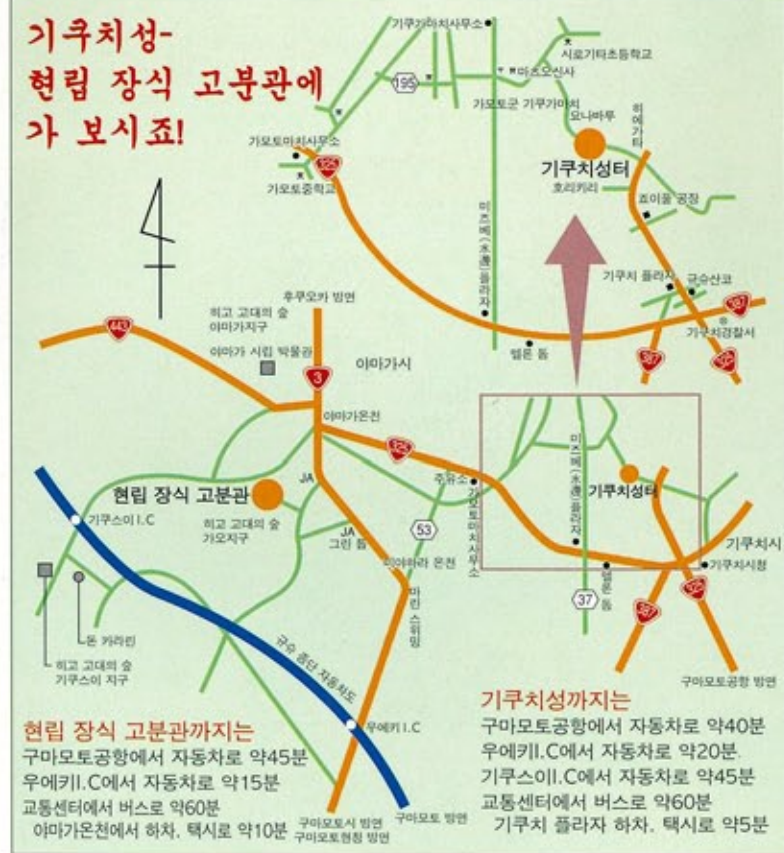 기쿠치성-
현립 장식 고분관에
가 보시죠!
기쿠가마치사무소
시로기타초등학교
마츠오신사
195
가모토군 기쿠가마치
요나바루
히에가타
가모토마치사무소
325
가모토중학교
기쿠치성터
호리키리
미즈베(水邊)플라자
죠이풀 공장
기쿠치 플라자
규슈산코
387
기쿠치경찰서
멜론 돔
387
325
후쿠오카 방면
히고 고대의 숲
야마가지구
443
야마가 시립 박물관
3
야마가시
야마가온천
325
주유소
가모토마치사무소
미즈베(水邊)플라자
기쿠치성터
현립 장식 고분관
JA
기쿠스이 I.C
히고 고대의 숲
가오지구
JA
그린 돔
53
미야하라 온천
기쿠치시
기쿠치시청
멜론 돔
37
387
325
마린 스위밍
돈 카라린
히고 고대의 숲
기쿠스이 지구
규슈 종단 자동차도
구마모토공항 방면
우에키 I.C
현립 장식 고분관까지는
구마모토공항에서 자동차로 약45분
우에키I.C에서 자동차로 약15분
교통센터에서 버스로 약60분
야마가온천에서 하차. 택시로 약10분
구마모토시 방면
구마모토현청 방면
구마모토 방면
기쿠치성까지는
구마모토공항에서 자동차로 약40분
우에키I.C에서 자동차로 약20분
기쿠스이I.C에서 자동차로 약45분
교통센터에서 버스로 약60분
기쿠치 플라자 하차. 택시로 약5분